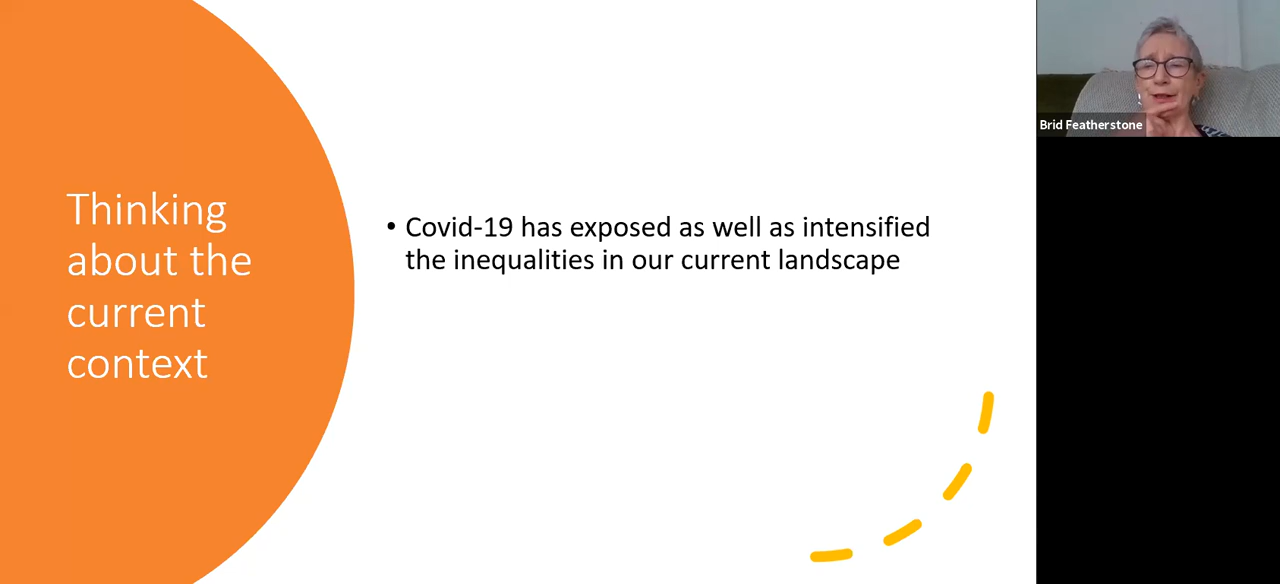 Thinking
about the
current
context
• Covid-19 has exposed as well as intensified
the inequalities in our current landscape
Brid Featherstone